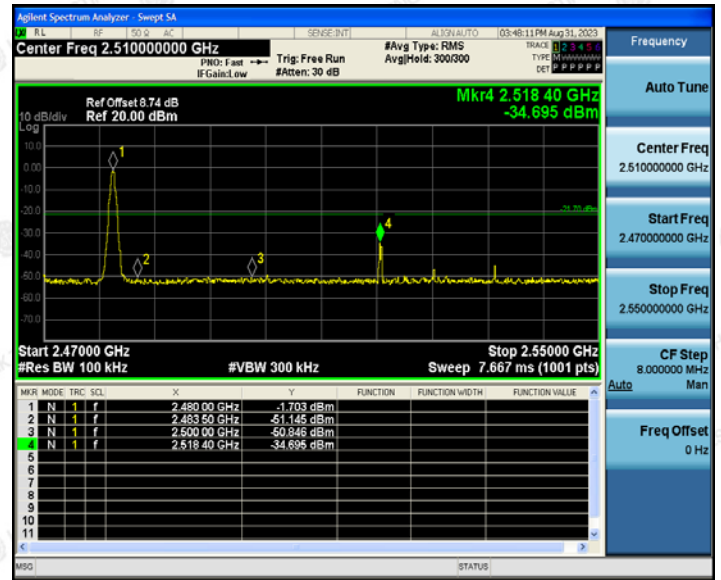 Agilent Spectrum Analyzer - Swept SA
RL RF 50 Ω AC SENSE:INT ALIGNAUTO 03:48:11PM Aug 31, 2023
Center Freq 2.510000000 GHz #Avg Type: RMS TRACE 1 2 3 4 5 6
PNO: Fast Trig: Free Run Avg|Hold: 300/300 TYPE M
IFGain:Low #Atten: 30 dB DET P P P P P P
Mkr4 2.518 40 GHz
Ref Offset 8.74 dB
10 dB/div Ref 20.00 dBm -34.695 dBm
Log
10.0
1
0.00
-10.0
-20.0 -21.70 dBm
4
-30.0
-40.0
2 3
-50.0
-60.0
-70.0
Start 2.47000 GHz Stop 2.55000 GHz
#Res BW 100 kHz #VBW 300 kHz Sweep 7.667 ms (1001 pts)
MKR MODE TRC SCL X Y FUNCTION FUNCTION WIDTH FUNCTION VALUE
1 N 1 f 2.480 00 GHz -1.703 dBm
2 N 1 f 2.483 50 GHz -51.145 dBm
3 N 1 f 2.500 00 GHz -50.846 dBm
4 N 1 f 2.518 40 GHz -34.695 dBm
5
6
7
8
9
10
11
MSG STATUS
Frequency
Auto Tune
Center Freq
2.510000000 GHz
Start Freq
2.470000000 GHz
Stop Freq
2.550000000 GHz
CF Step
8.000000 MHz
Auto Man
Freq Offset
0 Hz